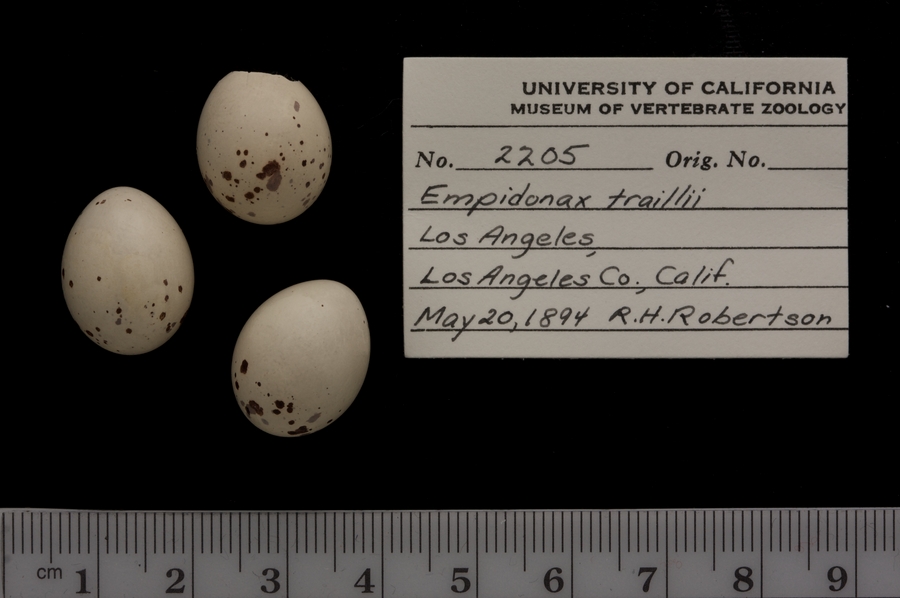 UNIVERSITY OF CALIFORNIA
MUSEUM OF VERTEBRATE ZOOLOGY
No. 2205 Orig. No.
Empidonax traillii
Los Angeles,
Los Angeles Co., Calif.
May 20, 1894 R.H. Robertson
cm 1 2 3 4 5 6 7 8 9